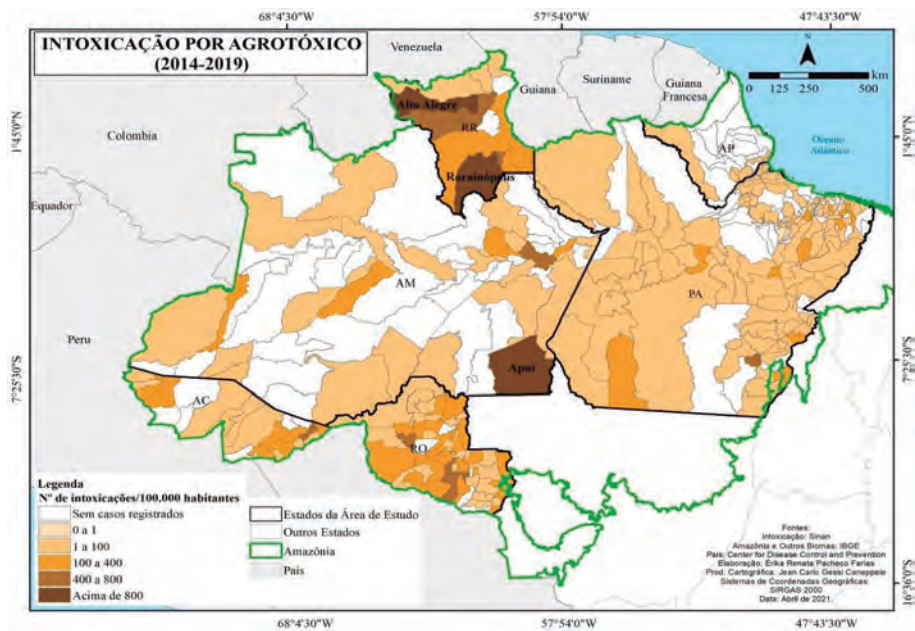 68°4'30"W 57°54'0"W 47°43'30"W
INTOXICAÇÃO POR AGROTÓXICO
(2014-2019)
Venezuela
Guiana
Suriname
Guiana
Francesa
N
0 125 250 500
km
Colombia
Equador
Peru
Oceano
Atlântico
1°45'0"N
1°45'0"N
Alto Alegre
RR
Rorainópolis
AP
AM
PA
Apuí
AC
RO
7°25'30"S
7°25'30"S
16°36'0"S
Legenda
Nº de intoxicações/100.000 habitantes
Sem casos registrados
0 a 1
1 a 100
100 a 400
400 a 800
Acima de 800
Estados da Área de Estudo
Outros Estados
Amazônia
País
Fontes:
Intoxicação: Sinan
Amazônia e Outros Biomas: IBGE
País: Center for Disease Control and Prevention
Elaboração: Érika Renata Pacheco Farias
Prod. Cartográfica: Jean Carlo Gessi Caneppele
Sistemas de Coordenadas Geográficas:
SIRGAS 2000
Data: Abril de 2021.
68°4'30"W 57°54'0"W 47°43'30"W